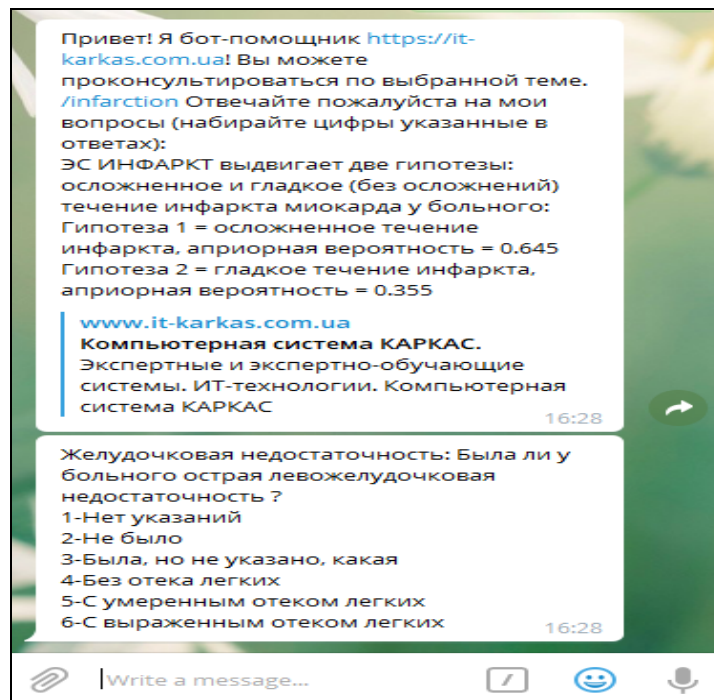 Привет! Я бот-помощник https://it-
karkas.com.ua! Вы можете
проконсультироваться по выбранной теме.
/infarction Отвечайте пожалуйста на мои
вопросы (набирайте цифры указанные в
ответах):
ЭС ИНФАРКТ выдвигает две гипотезы:
осложненное и гладкое (без осложнений)
течение инфаркта миокарда у больного:
Гипотеза 1 = осложненное течение
инфаркта, априорная вероятность = 0.645
Гипотеза 2 = гладкое течение инфаркта,
априорная вероятность = 0.355
www.it-karkas.com.ua
Компьютерная система КАРКАС.
Экспертные и экспертно-обучающие
системы. ИТ-технологии. Компьютерная
система КАРКАС
16:28
Желудочковая недостаточность: Была ли у
больного острая левожелудочковая
недостаточность ?
1-Нет указаний
2-Не было
3-Была, но не указано, какая
4-Без отека легких
5-С умеренным отеком легких
6-С выраженным отеком легких
16:28
Write a message...